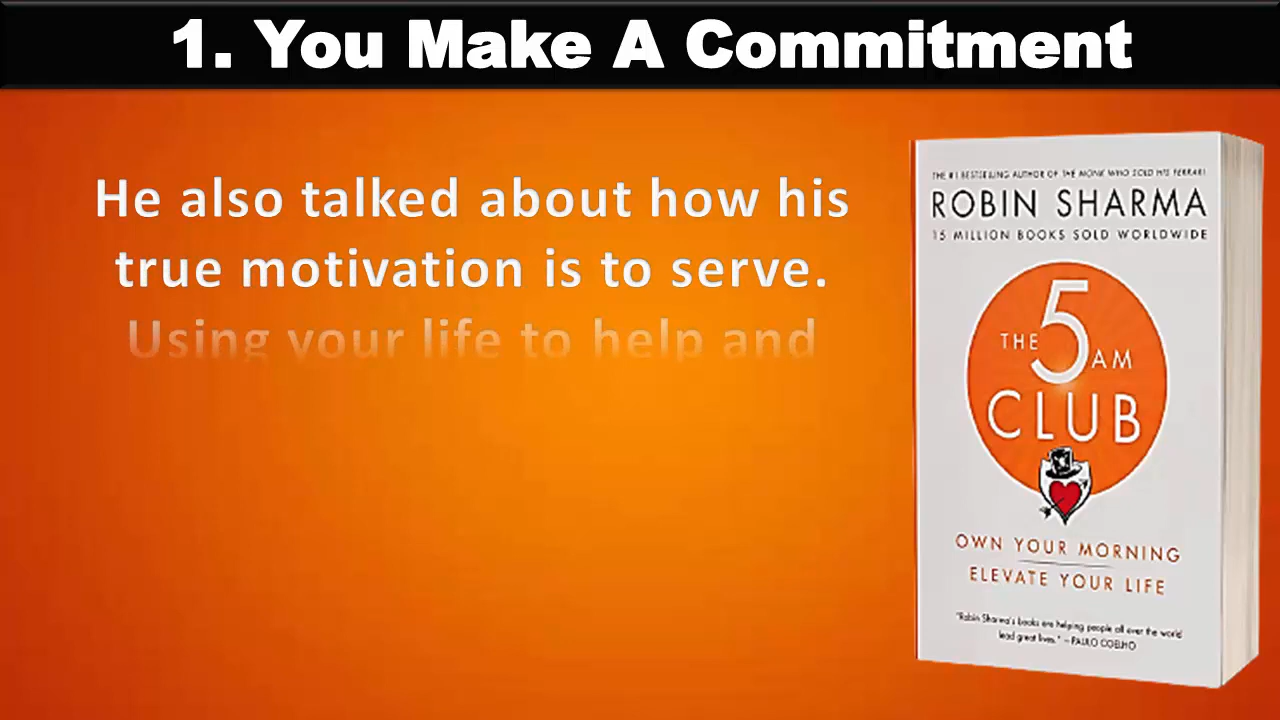 1. You Make A Commitment
He also talked about how his
true motivation is to serve.
Using your life to help and
THE #1 BESTSELLING AUTHOR OF THE MONK WHO SOLD HIS FERRARI
ROBIN SHARMA
15 MILLION BOOKS SOLD WORLDWIDE
THE 5 AM
CLUB
OWN YOUR MORNING
ELEVATE YOUR LIFE
"Robin Sharma's books are helping people all over the world
lead great lives." – PAULO COELHO